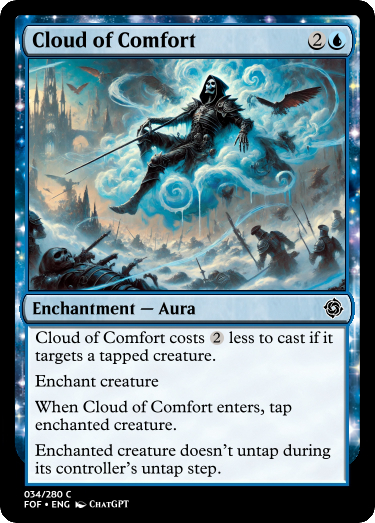 Cloud of Comfort 2
Enchantment — Aura
Cloud of Comfort costs 2 less to cast if it
targets a tapped creature.
Enchant creature
When Cloud of Comfort enters, tap
enchanted creature.
Enchanted creature doesn't untap during
its controller's untap step.
034/280 C
FOF • ENG ChatGPT